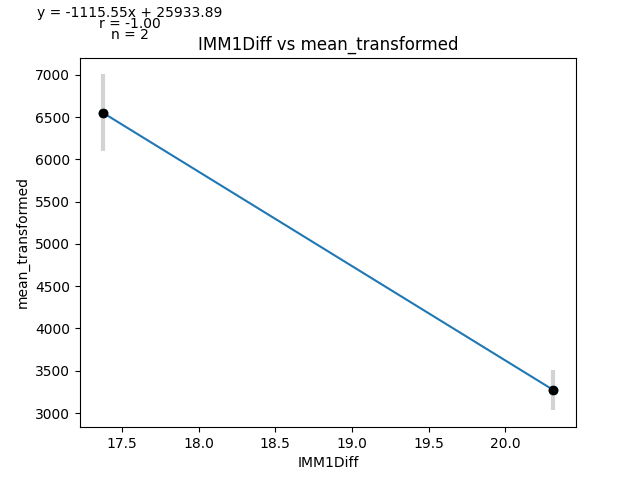 y = -1115.55x + 25933.89
r = -1.00
n = 2
IMM1Diff vs mean_transformed
7000
6500
6000
5500
5000
4500
4000
3500
3000
mean_transformed
17.5 18.0 18.5 19.0 19.5 20.0
IMM1Diff